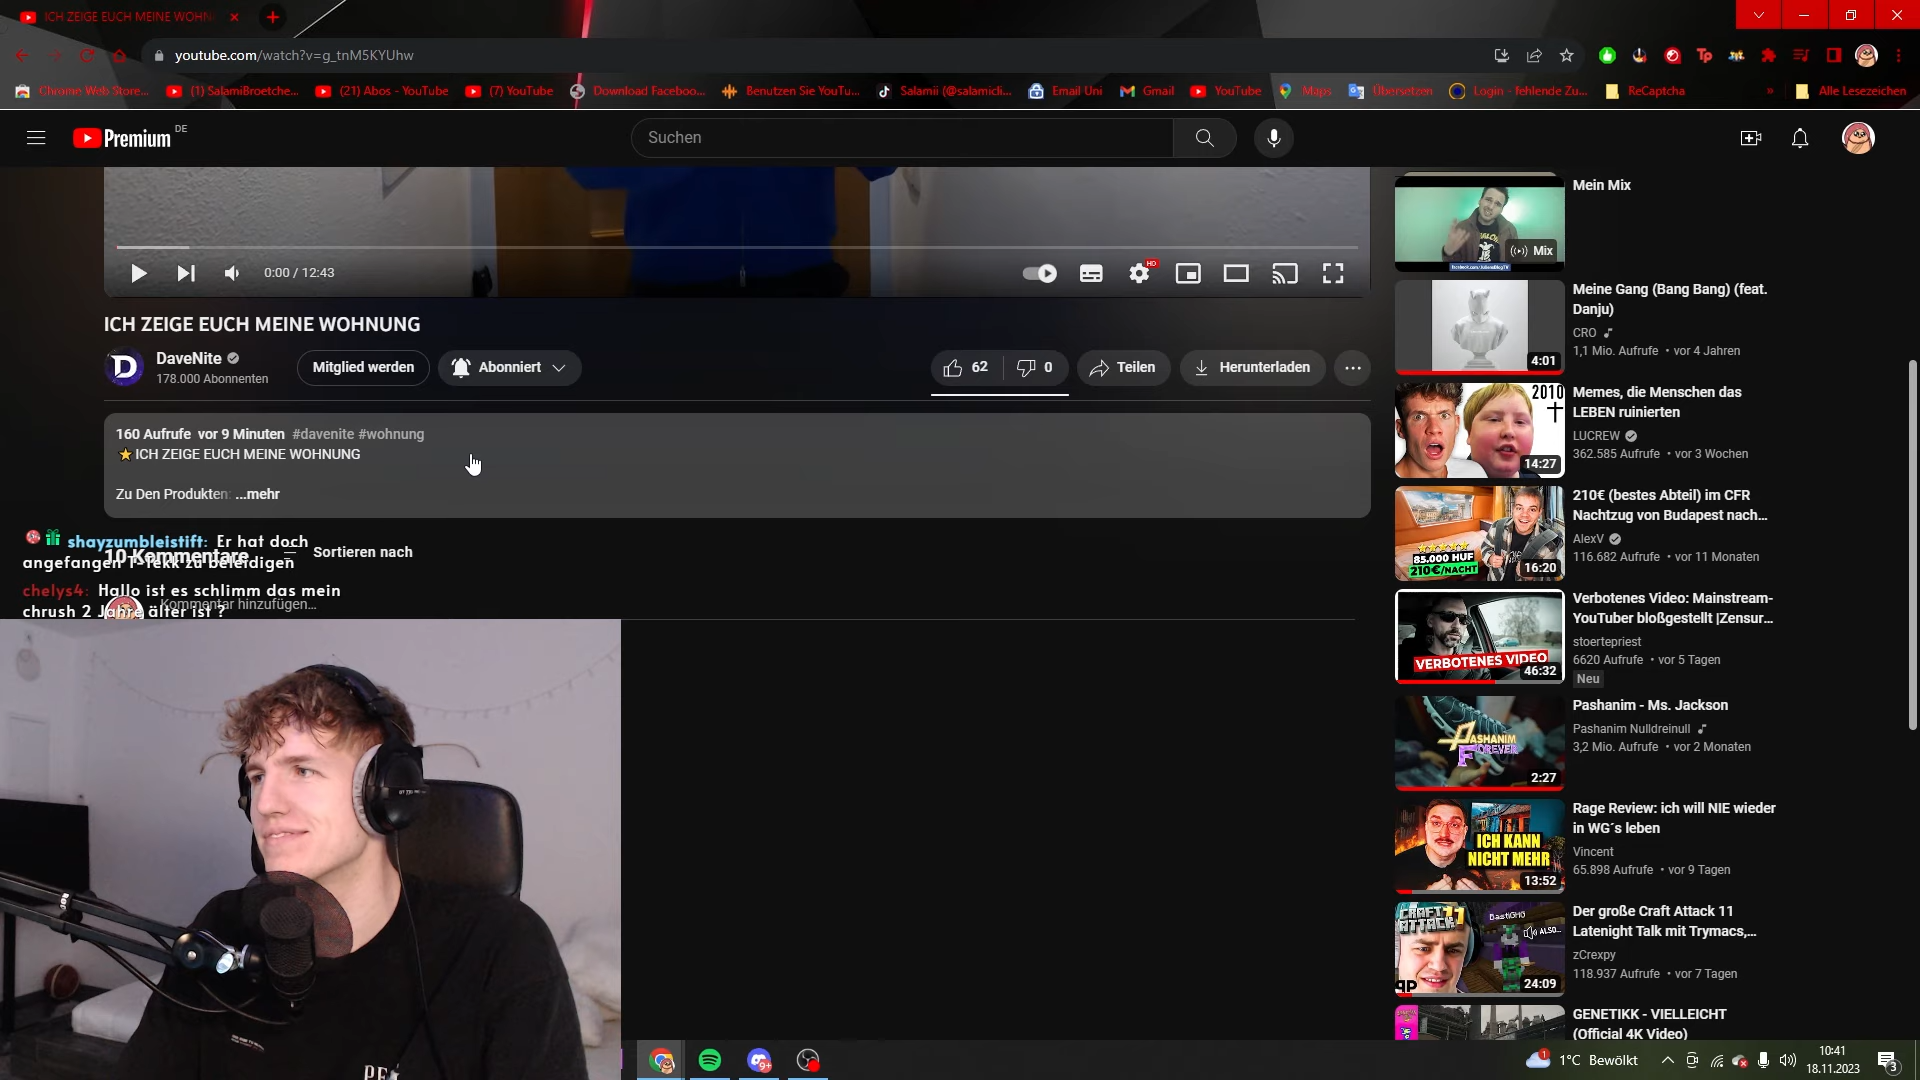 ICH ZEIGE EUCH MEINE WOHN
youtube.com/watch?v=g_tnM5KYUhw
Chrome Web Store...
(1) SalamiBroetche...
(21) Abos - YouTube
(7) YouTube
Download Faceboo...
Benutzen Sie YouTu...
Salamii (@salamicli...
Email Uni
Gmail
YouTube
Maps
Übersetzen
Login - fehlende Zu...
ReCaptcha
»
Alle Lesezeichen
Premium DE
Suchen
0:00 / 12:43
HD
ICH ZEIGE EUCH MEINE WOHNUNG
DaveNite
178.000 Abonnenten
Mitglied werden
Abonniert
62
0
Teilen
Herunterladen
160 Aufrufe vor 9 Minuten #davenite #wohnung
ICH ZEIGE EUCH MEINE WOHNUNG
Zu Den Produkten: ...mehr
10 Kommentare
Sortieren nach
Kommentar hinzufügen...
shayzumbleistift: Er hat doch
angefangen T-Tekk zu beleidigen
chelys4: Hallo ist es schlimm das mein
chrush 2 Jahre älter ist ?
Mein Mix
Mix
Meine Gang (Bang Bang) (feat.
Danju)
CRO
1,1 Mio. Aufrufe • vor 4 Jahren
4:01
2010
Memes, die Menschen das
LEBEN ruinierten
LUCREW
362.585 Aufrufe • vor 3 Wochen
14:27
210€ (bestes Abteil) im CFR
Nachtzug von Budapest nach...
AlexV
116.682 Aufrufe • vor 11 Monaten
85.000 HUF
210€/NACHT
16:20
Verbotenes Video: Mainstream-
YouTuber bloßgestellt |Zensur...
stoertepriest
6620 Aufrufe • vor 5 Tagen
Neu
VERBOTENES VIDEO
46:32
Pashanim - Ms. Jackson
Pashanim Nulldreinull
3,2 Mio. Aufrufe • vor 2 Monaten
PASHANIM
FOREVER
2:27
Rage Review: ich will NIE wieder
in WG´s leben
Vincent
65.898 Aufrufe • vor 9 Tagen
ICH KANN
NICHT MEHR
13:52
Der große Craft Attack 11
Latenight Talk mit Trymacs,...
zCrexpy
118.937 Aufrufe • vor 7 Tagen
CRAFT
ATTACK 11
BastiGHG
ALSO...
24:09
GENETIKK - VIELLEICHT
(Official 4K Video)
1°C Bewölkt
10:41
18.11.2023